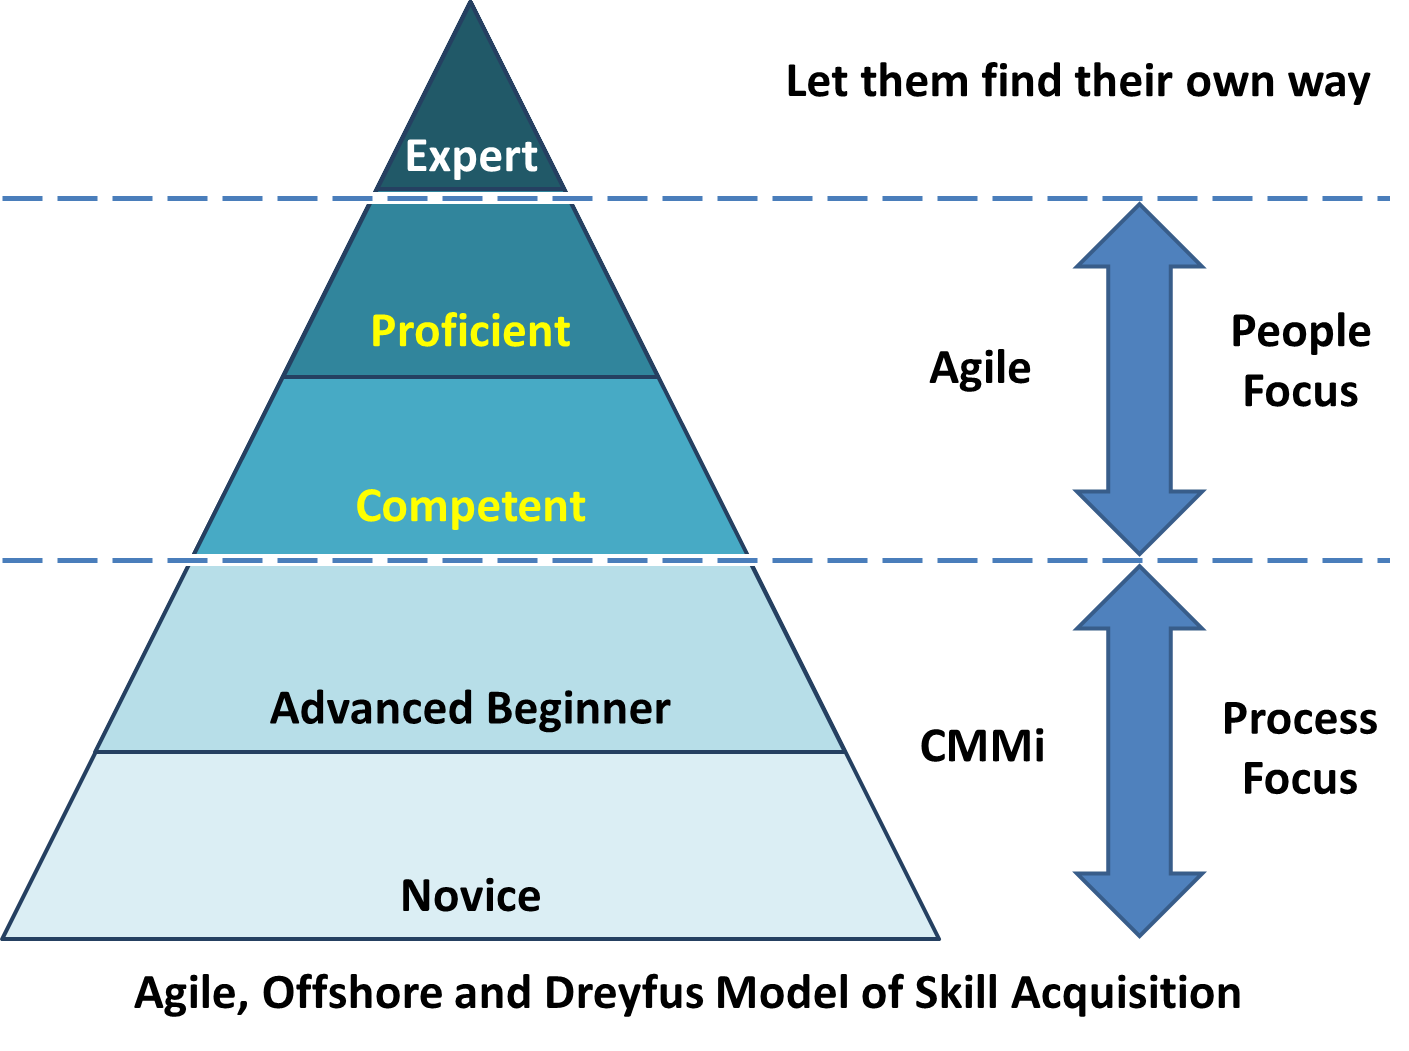 Let them find their own way
Expert
Proficient
Agile
People
Focus
Competent
Advanced Beginner
CMMi
Process
Focus
Novice
Agile, Offshore and Dreyfus Model of Skill Acquisition